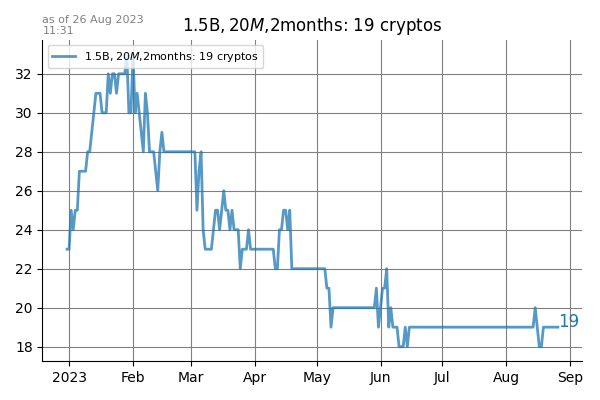 as of 26 Aug 2023
11:31
1.5B, 20M,2months: 19 cryptos
1.5B, 20M,2months: 19 cryptos
32
30
28
26
24
22
20
18
19
2023 Feb Mar Apr May Jun Jul Aug Sep